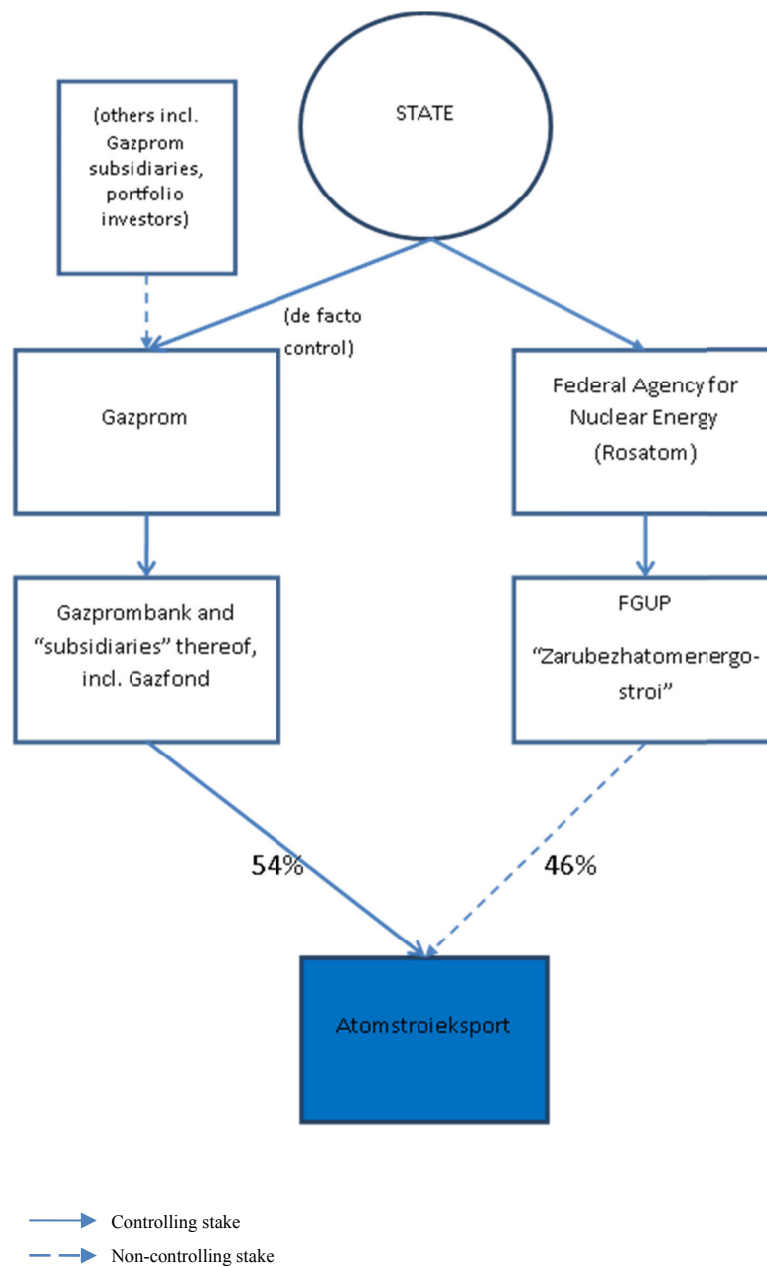 (others incl.
Gazprom
subsidiaries,
portfolio
investors)
STATE
(de facto
control)
Gazprom
Federal Agency for
Nuclear Energy
(Rosatom)
Gazprombank and
“subsidiaries” thereof,
incl. Gazfond
FGUP
“Zarubezhatomenergo-
stroi”
54%
46%
Atomstroieksport
Controlling stake
Non-controlling stake